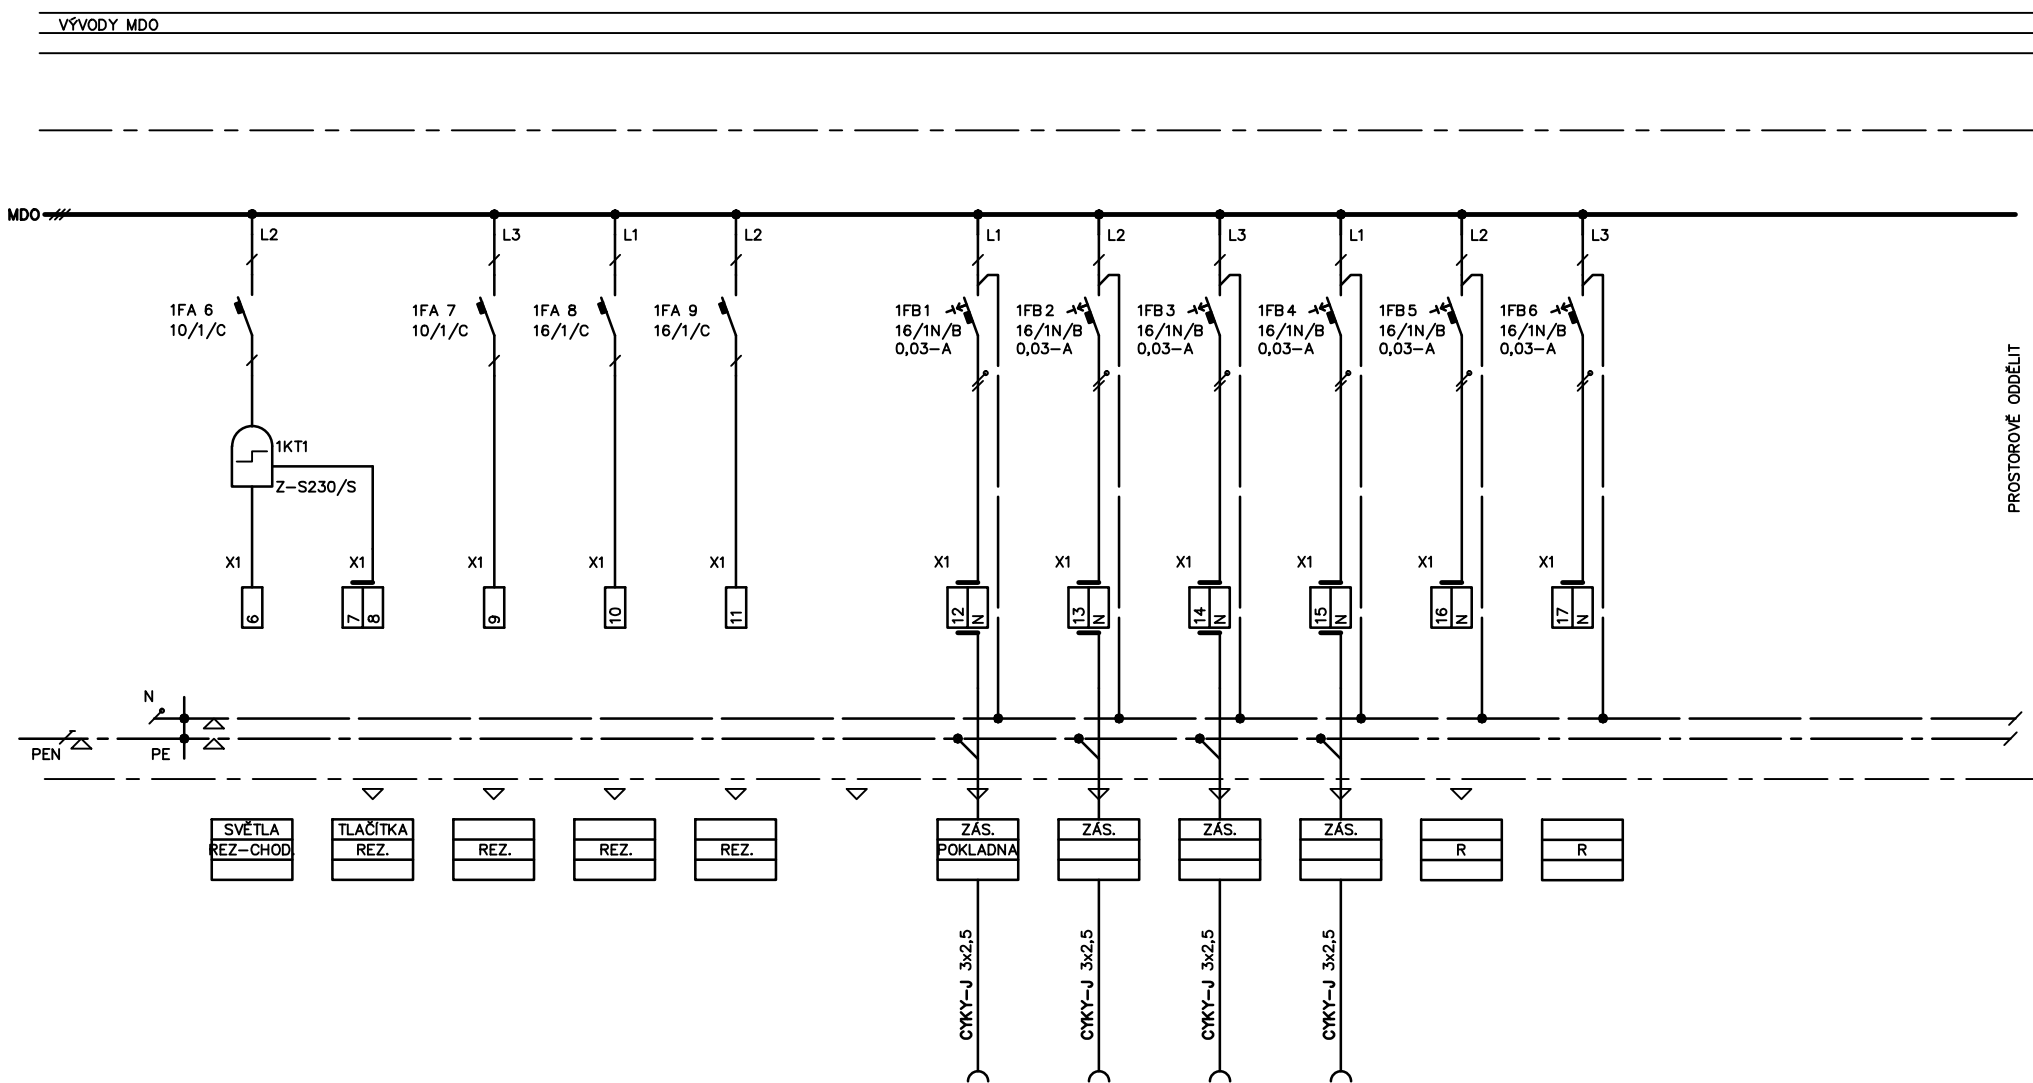 VÝVODY MDO
MDO
L2
L3
L1
L2
L1
L2
L3
L1
L2
L3
1FA 6
10/1/C
1FA 7
10/1/C
1FA 8
16/1/C
1FA 9
16/1/C
1FB1
16/1N/B
0,03-A
1FB2
16/1N/B
0,03-A
1FB3
16/1N/B
0,03-A
1FB4
16/1N/B
0,03-A
1FB5
16/1N/B
0,03-A
1FB6
16/1N/B
0,03-A
PROSTOROVĚ ODDĚLIT
1KT1
Z-S230/S
X1
X1
X1
X1
X1
X1
X1
X1
X1
X1
X1
6
7
8
9
10
11
12
N
13
N
14
N
15
N
16
N
17
N
N
PEN
PE
SVĚTLA
REZ-CHOD.
TLAČÍTKA
REZ.
REZ.
REZ.
REZ.
ZÁS.
POKLADNA
ZÁS.
ZÁS.
ZÁS.
R
R
CYKY-J 3x2,5
CYKY-J 3x2,5
CYKY-J 3x2,5
CYKY-J 3x2,5